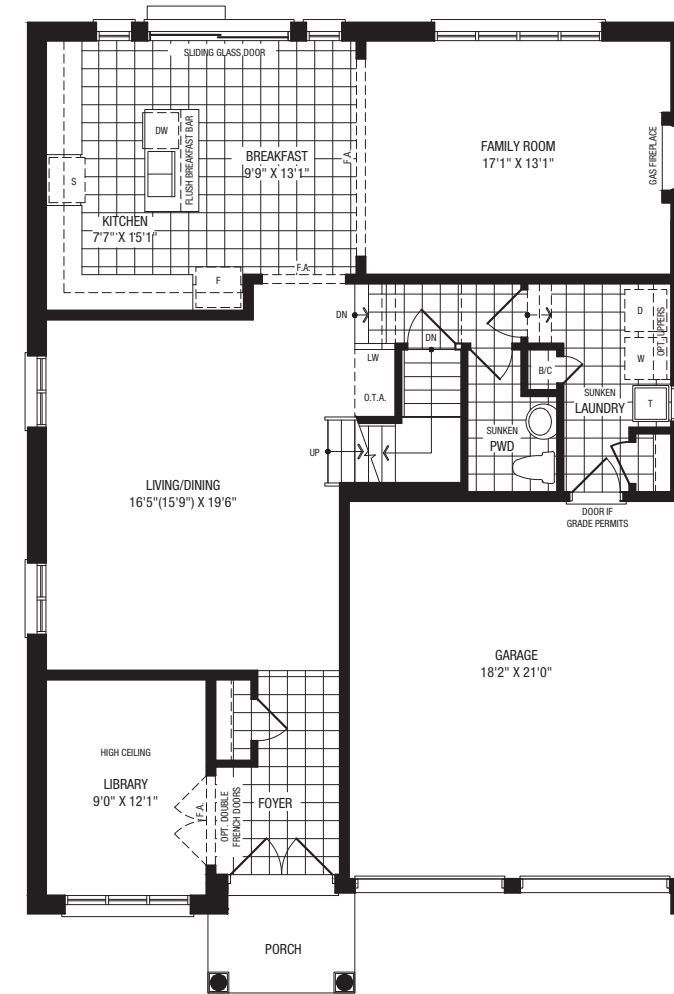 SLIDING GLASS DOOR
DW
FLUSH BREAKFAST BAR
BREAKFAST
9'9" X 13'1"
F.A.
FAMILY ROOM
17'1" X 13'1"
GAS FIREPLACE
S
KITCHEN
7'7" X 15'1"
F
F.A.
DN
DN
LW
O.T.A.
UP
D
W
OPT. UPPERS
B/C
T
SUNKEN
LAUNDRY
SUNKEN
PWD
DOOR IF
GRADE PERMITS
LIVING/DINING
16'5"(15'9") X 19'6"
GARAGE
18'2" X 21'0"
HIGH CEILING
LIBRARY
9'0" X 12'1"
F.A.
OPT. DOUBLE
FRENCH DOORS
FOYER
PORCH